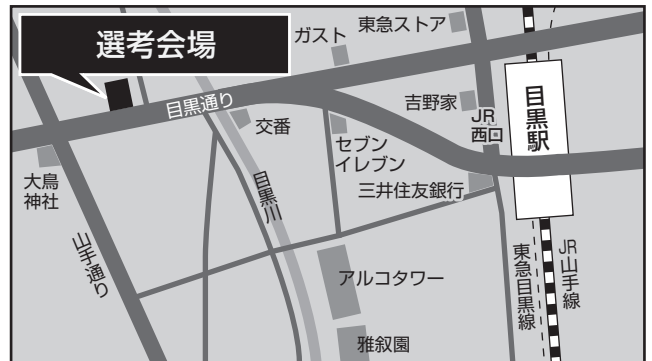 選考会場
ガスト
東急ストア
目黒通り
交番
吉野家
JR
西口
目黒駅
セブン
イレブン
三井住友銀行
大鳥
神社
目黒川
山手通り
アルコタワー
雅叙園
東急目黒線
JR山手線